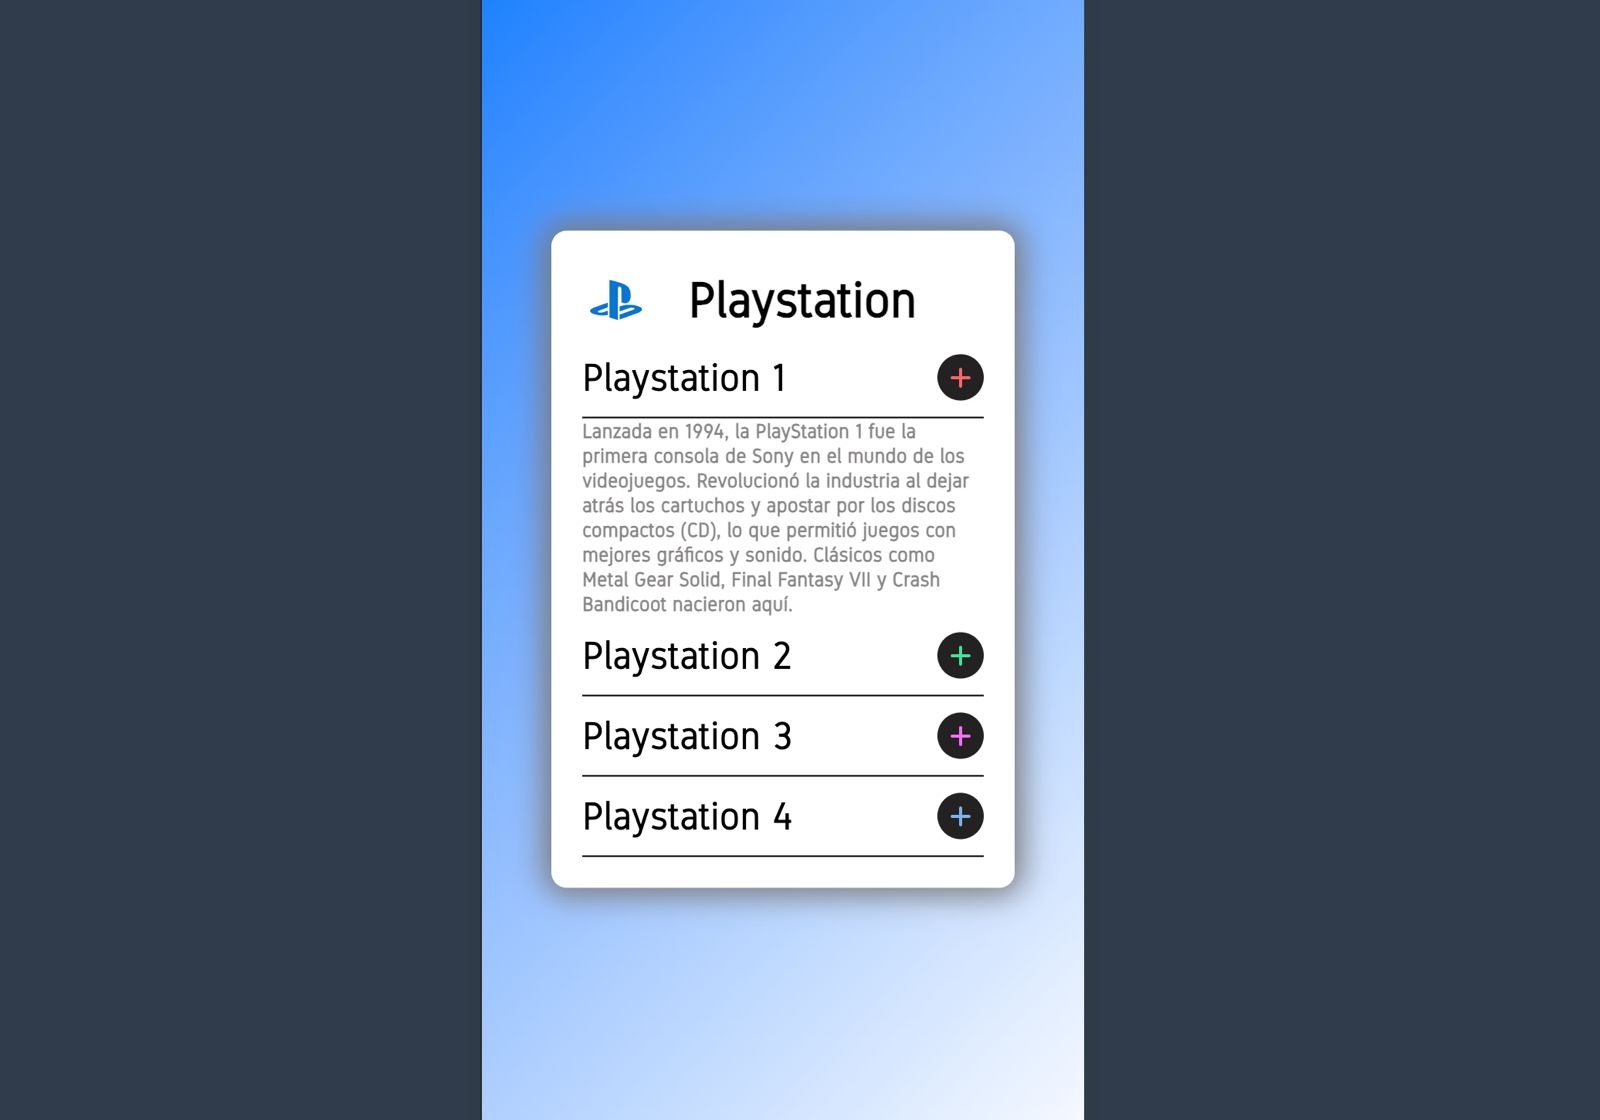 Playstation
Playstation 1
Lanzada en 1994, la PlayStation 1 fue la
primera consola de Sony en el mundo de los
videojuegos. Revolucionó la industria al dejar
atrás los cartuchos y apostar por los discos
compactos (CD), lo que permitió juegos con
mejores gráficos y sonido. Clásicos como
Metal Gear Solid, Final Fantasy VII y Crash
Bandicoot nacieron aquí.
Playstation 2
Playstation 3
Playstation 4